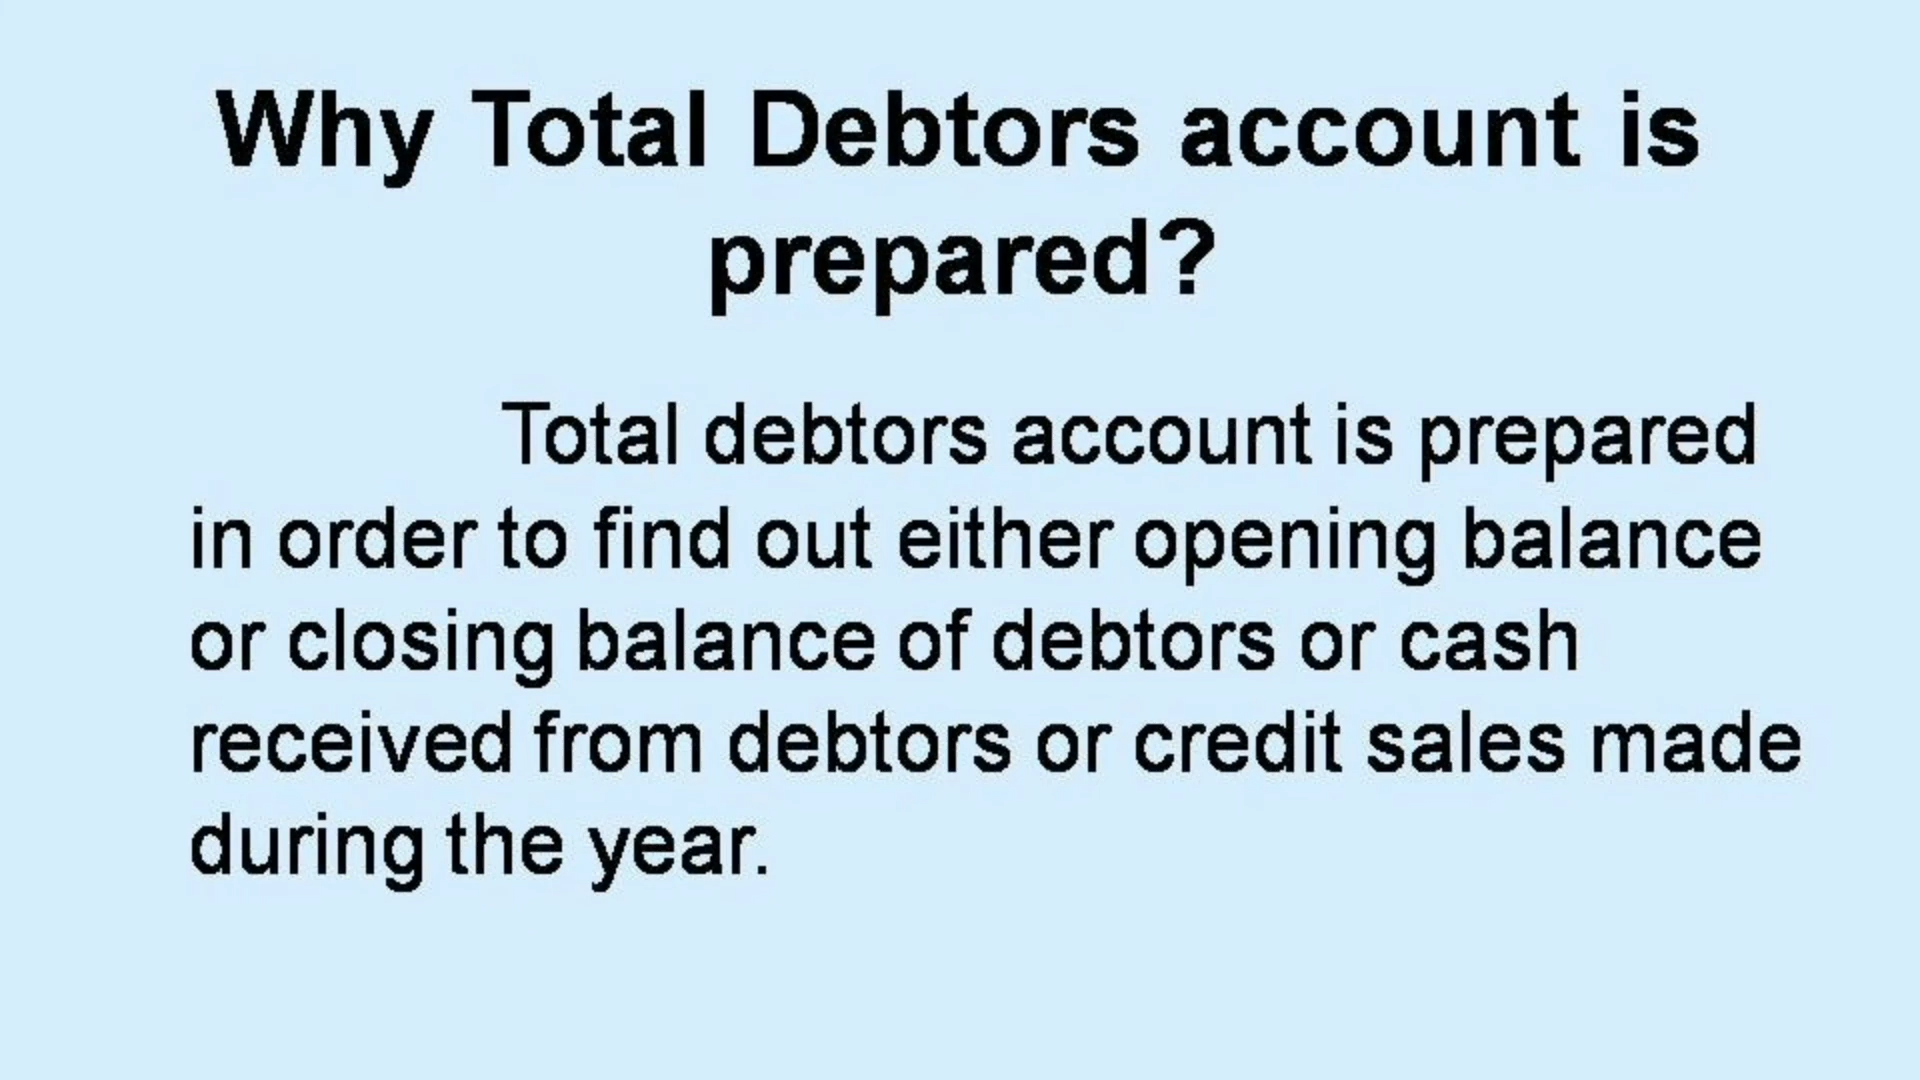 Why Total Debtors account is
prepared?
Total debtors account is prepared
in order to find out either opening balance
or closing balance of debtors or cash
received from debtors or credit sales made
during the year.